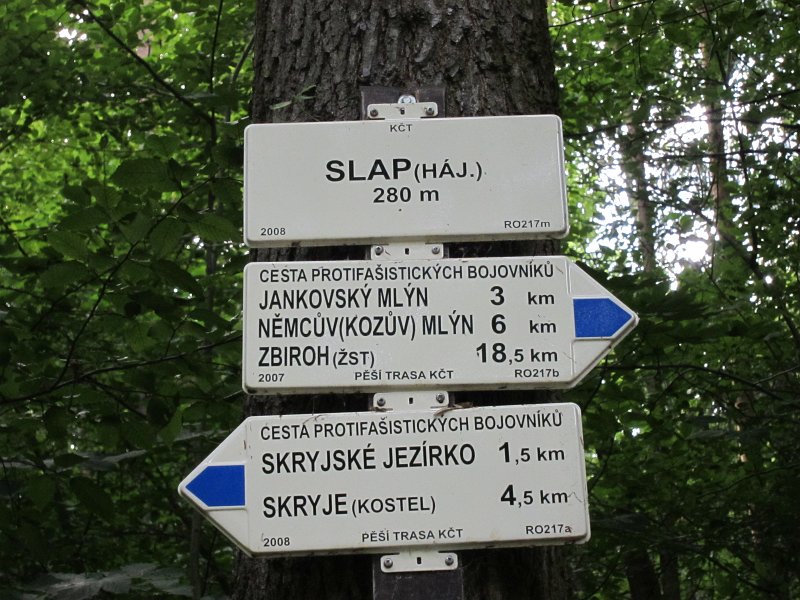 KČT
SLAP (HÁJ.)
280 m
2008 RO217m
CESTA PROTIFAŠISTICKÝCH BOJOVNÍKŮ
JANKOVSKÝ MLÝN 3 km
NĚMCŮV (KOZŮV) MLÝN 6 km
ZBIROH (ŽST) 18,5 km
2007 PĚŠÍ TRASA KČT RO217b
CESTA PROTIFAŠISTICKÝCH BOJOVNÍKŮ
SKRYJSKÉ JEZÍRKO 1,5 km
SKRYJE (KOSTEL) 4,5 km
2008 PĚŠÍ TRASA KČT RO217a